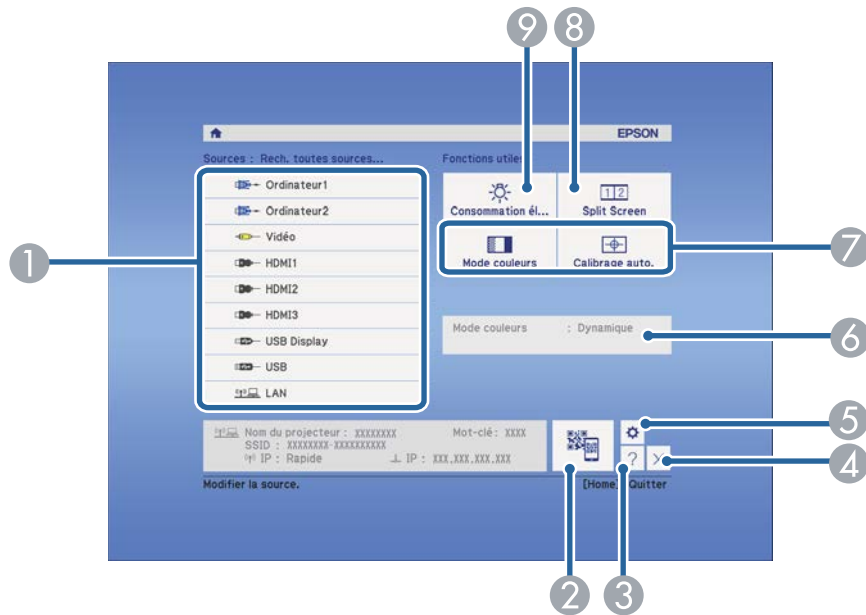 9 8
EPSON
Sources : Rech. toutes sources... Fonctions utiles
Ordinateur1
Ordinateur2
Vidéo
HDMI1
HDMI2
HDMI3
USB Display
USB
LAN
1
Consommation él... 1 2 Split Screen
Mode couleurs Calibrage auto.
7
Mode couleurs : Dynamique
6
Nom du projecteur : XXXXXXXX Mot-clé : XXXX
SSID : XXXXXXXX-XXXXXXXXXX
IP : Rapide IP : XXX.XXX.XXX.XXX
5
? 4
Modifier la source. [Home] Quitter
2 3